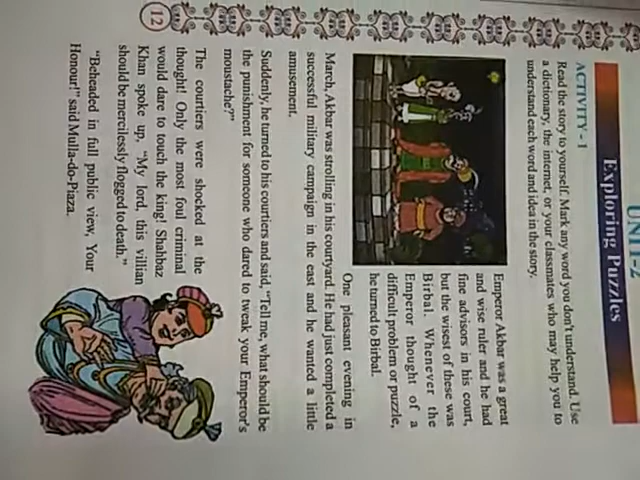 UNIT-2
Exploring Puzzles
ACTIVITY - 1
Read the story to yourself. Mark any word you don't understand. Use
a dictionary, the internet, or your classmates who may help you to
understand each word and idea in the story.
Emperor Akbar was a great
and wise ruler and he had
fine advisors in his court,
but the wisest of these was
Birbal. Whenever the
Emperor thought of a
difficult problem or puzzle,
he turned to Birbal.
One pleasant evening in
March, Akbar was strolling in his courtyard. He had just completed a
successful military campaign in the east and he wanted a little
amusement.
Suddenly, he turned to his courtiers and said, "Tell me, what should be
the punishment for someone who dared to tweak your Emperor's
moustache?"
The courtiers were shocked at the
thought! Only the most foul criminal
would dare to touch the king! Shahbaz
Khan spoke up, "My lord, this villian
should be mercilessly flogged to death."
"Beheaded in full public view, Your
Honour!" said Mulla-do-Piaza.
12